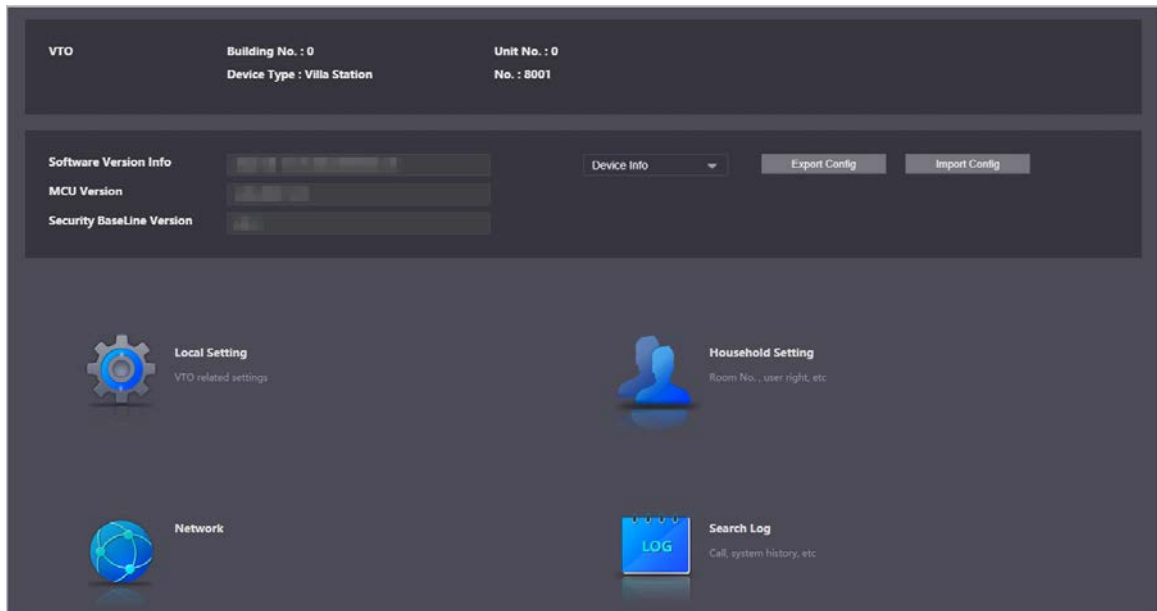 VTO Building No. : 0 Unit No. : 0
Device Type : Villa Station No. : 8001
Software Version Info Device Info Export Config Import Config
MCU Version
Security BaseLine Version
Local Setting Household Setting
VTO related settings Room No. , user right, etc
Network Search Log
LOG Call, system history, etc